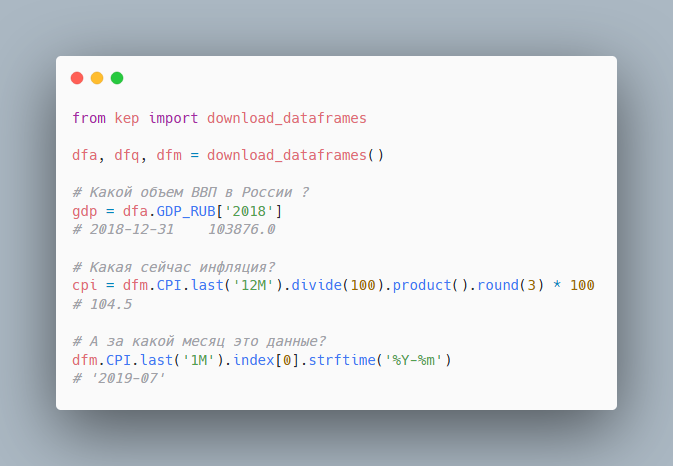 from kep import download_dataframes
dfa, dfq, dfm = download_dataframes()
# Какой объем ВВП в России ?
gdp = dfa.GDP_RUB['2018']
# 2018-12-31    103876.0
# Какая сейчас инфляция?
cpi = dfm.CPI.last('12M').divide(100).product().round(3) * 100
# 104.5
# А за какой месяц это данные?
dfm.CPI.last('1M').index[0].strftime('%Y-%m')
# '2019-07'